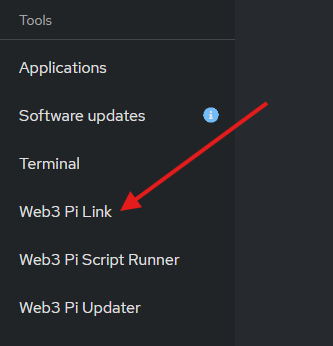 Tools
Applications
Software updates
Terminal
Web3 Pi Link
Web3 Pi Script Runner
Web3 Pi Updater